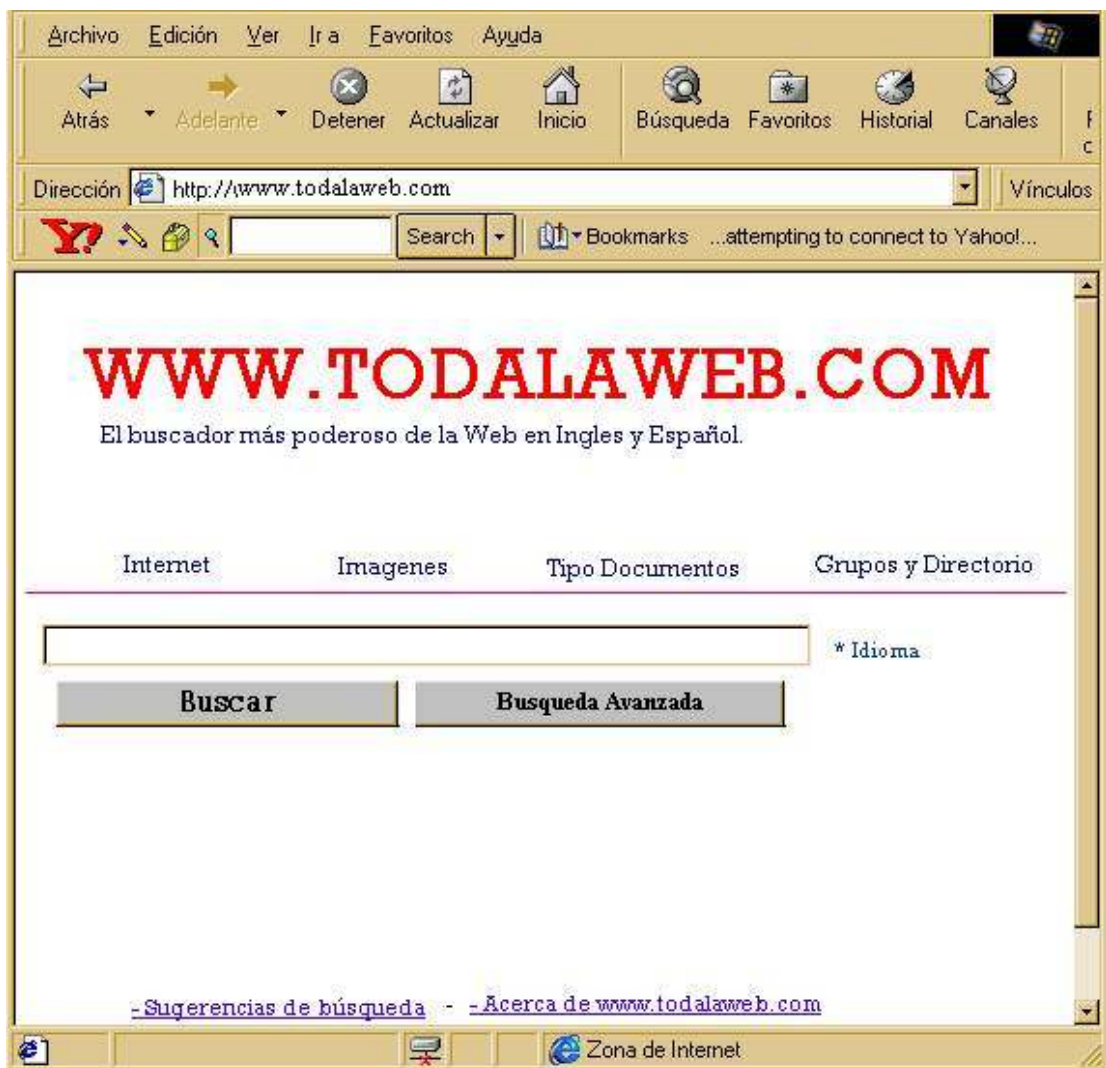 Archivo Edición Ver Ir a Favoritos Ayuda
Atrás Adelante Detener Actualizar Inicio Búsqueda Favoritos Historial Canales
Dirección http://www.todalaweb.com Vínculos
Y! Search Bookmarks ...attempting to connect to Yahoo!...
WWW.TODALAWEB.COM
El buscador más poderoso de la Web en Ingles y Español.
Internet Imagenes Tipo Documentos Grupos y Directorio
* Idioma
Buscar Busqueda Avanzada
- Sugerencias de búsqueda - - Acerca de www.todalaweb.com
Zona de Internet